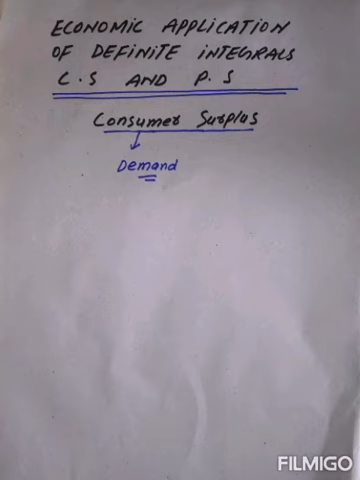 ECONOMIC APPLICATION
OF DEFINITE INTEGRALS
C.S AND P.S
Consumer Surplus
Demand
FILMIGO